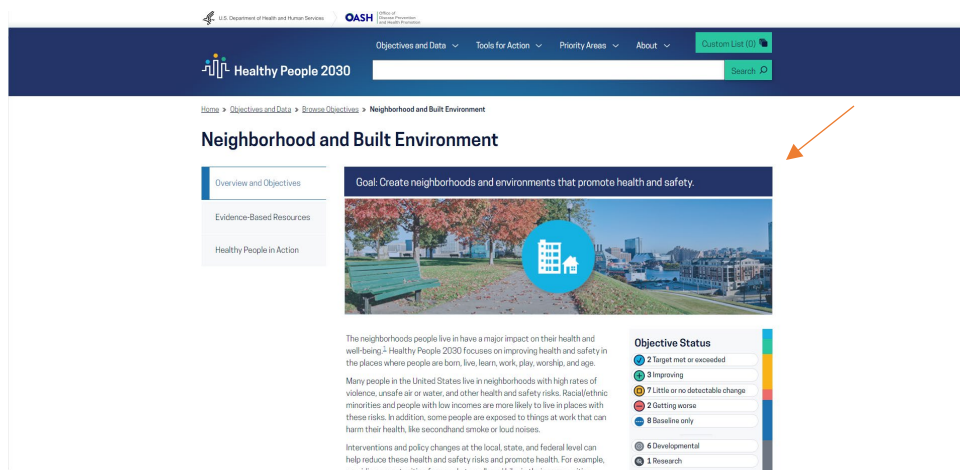 U.S. Department of Health and Human Services
OASH
Office of
Disease Prevention
and Health Promotion
Objectives and Data
Tools for Action
Priority Areas
About
Custom List (0)
Healthy People 2030
Search
Home > Objectives and Data > Browse Objectives > Neighborhood and Built Environment
Neighborhood and Built Environment
Overview and Objectives
Evidence-Based Resources
Healthy People in Action
Goal: Create neighborhoods and environments that promote health and safety.
The neighborhoods people live in have a major impact on their health and
well-being.1 Healthy People 2030 focuses on improving health and safety in
the places where people are born, live, learn, work, play, worship, and age.
Many people in the United States live in neighborhoods with high rates of
violence, unsafe air or water, and other health and safety risks. Racial/ethnic
minorities and people with low incomes are more likely to live in places with
these risks. In addition, some people are exposed to things at work that can
harm their health, like secondhand smoke or loud noises.
Interventions and policy changes at the local, state, and federal level can
help reduce these health and safety risks and promote health. For example,
Objective Status
2 Target met or exceeded
3 Improving
7 Little or no detectable change
2 Getting worse
8 Baseline only
6 Developmental
1 Research